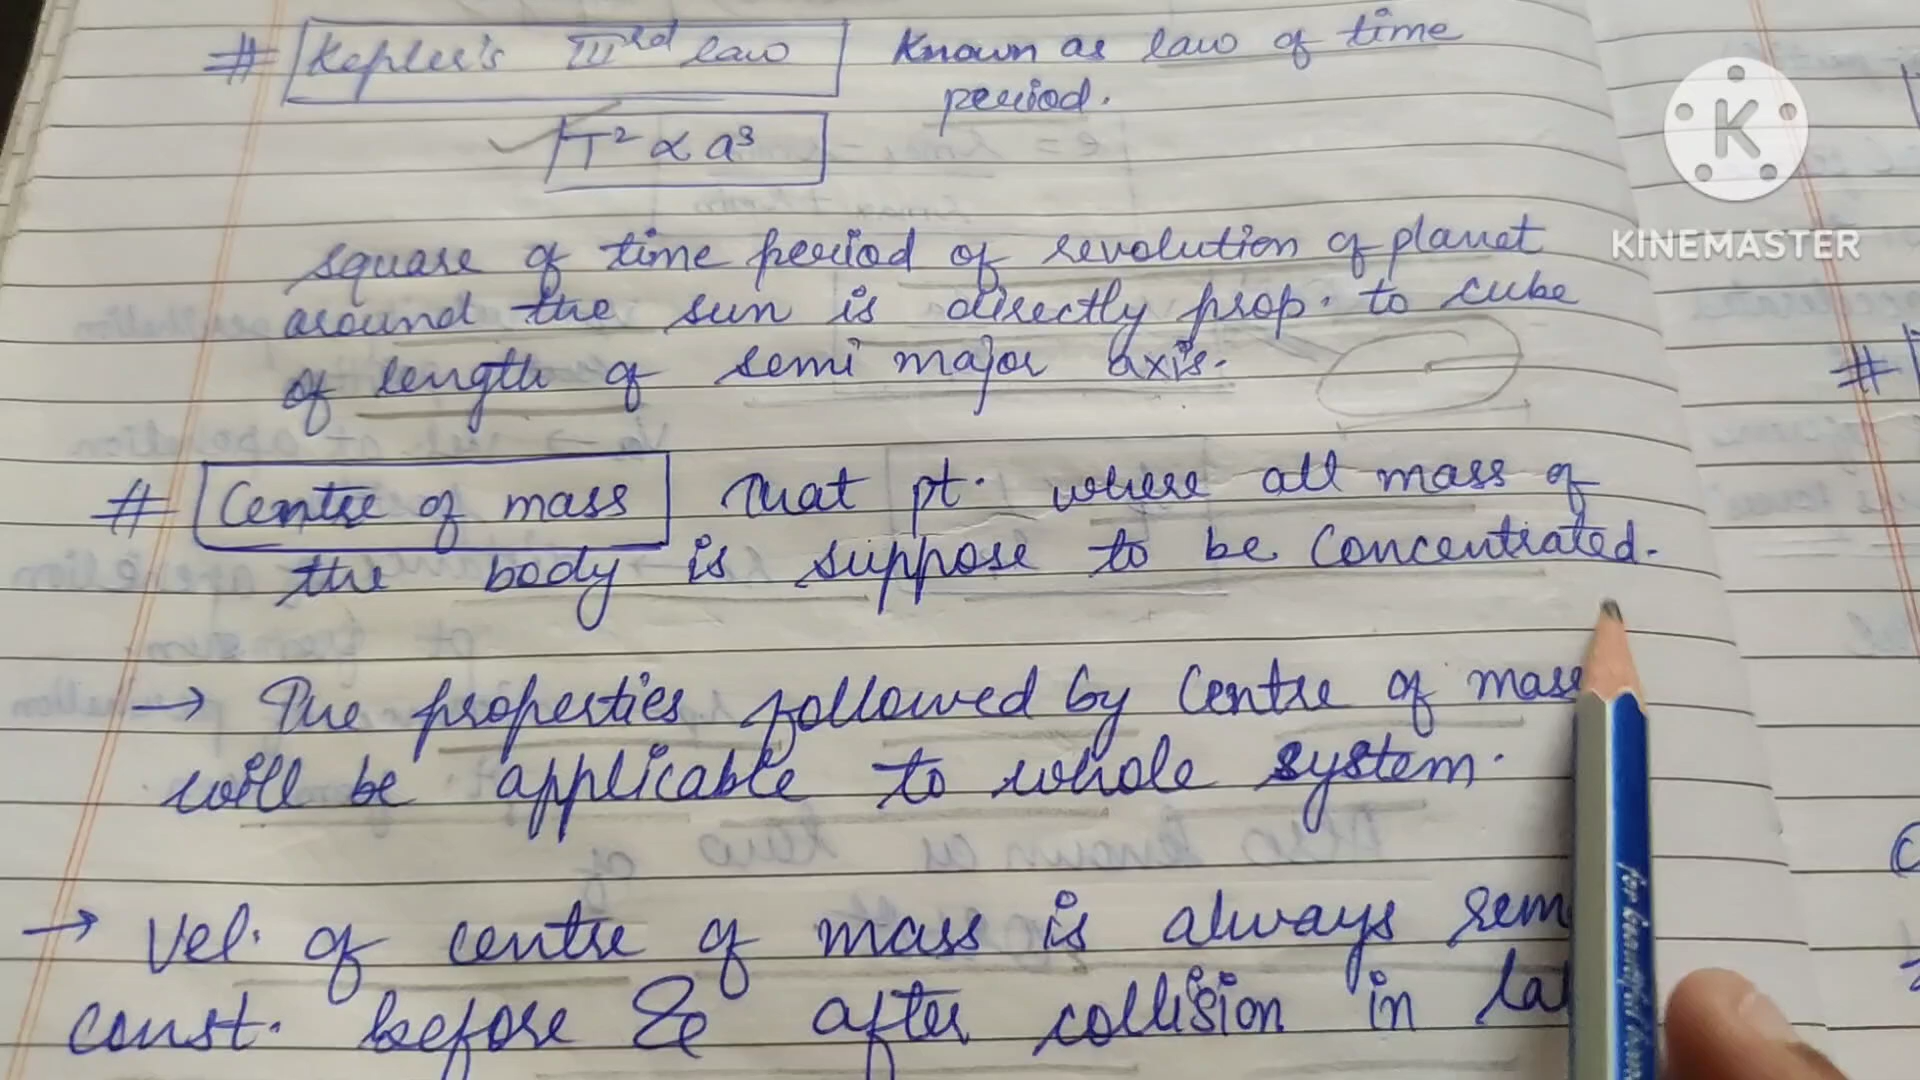 # Kepler's IIIrd law Known as law of time
period.
T² ∝ a³
square of time period of revolution of planet
around the sun is directly prop. to cube
of length of semi major axis.
# Centre of mass That pt. where all mass of
the body is suppose to be concentrated.
→ The properties followed by Centre of mass
will be applicable to whole system.
→ Vel. of centre of mass is always rem
const. before & after collision in la
K
KINEMASTER